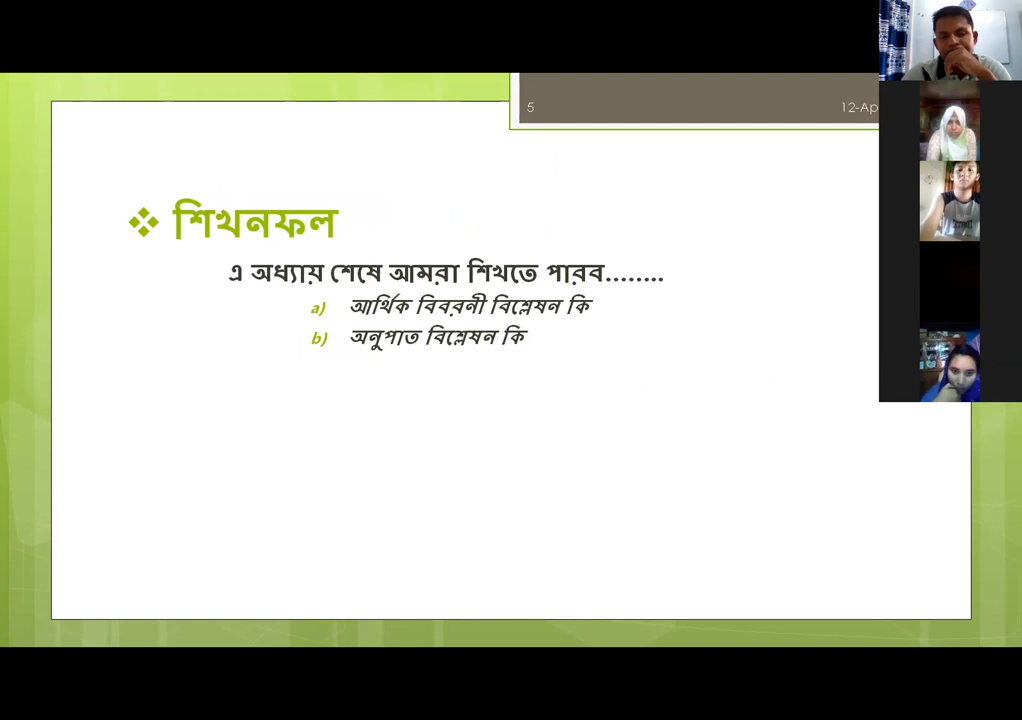 5 12-Ap
❖ শিখনফল
এ অধ্যায় শেষে আমরা শিখতে পারব........
a) আর্থিক বিবরনী বিশ্লেষন কি
b) অনুপাত বিশ্লেষন কি